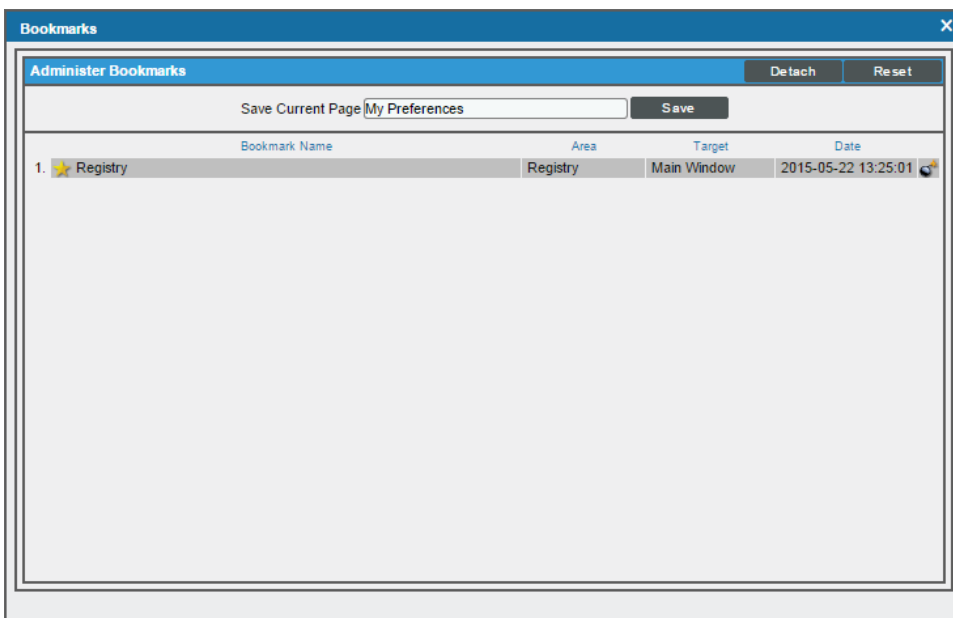 Bookmarks
Administer Bookmarks Detach Reset
Save Current Page My Preferences Save
Bookmark Name Area Target Date
1. Registry Registry Main Window 2015-05-22 13:25:01